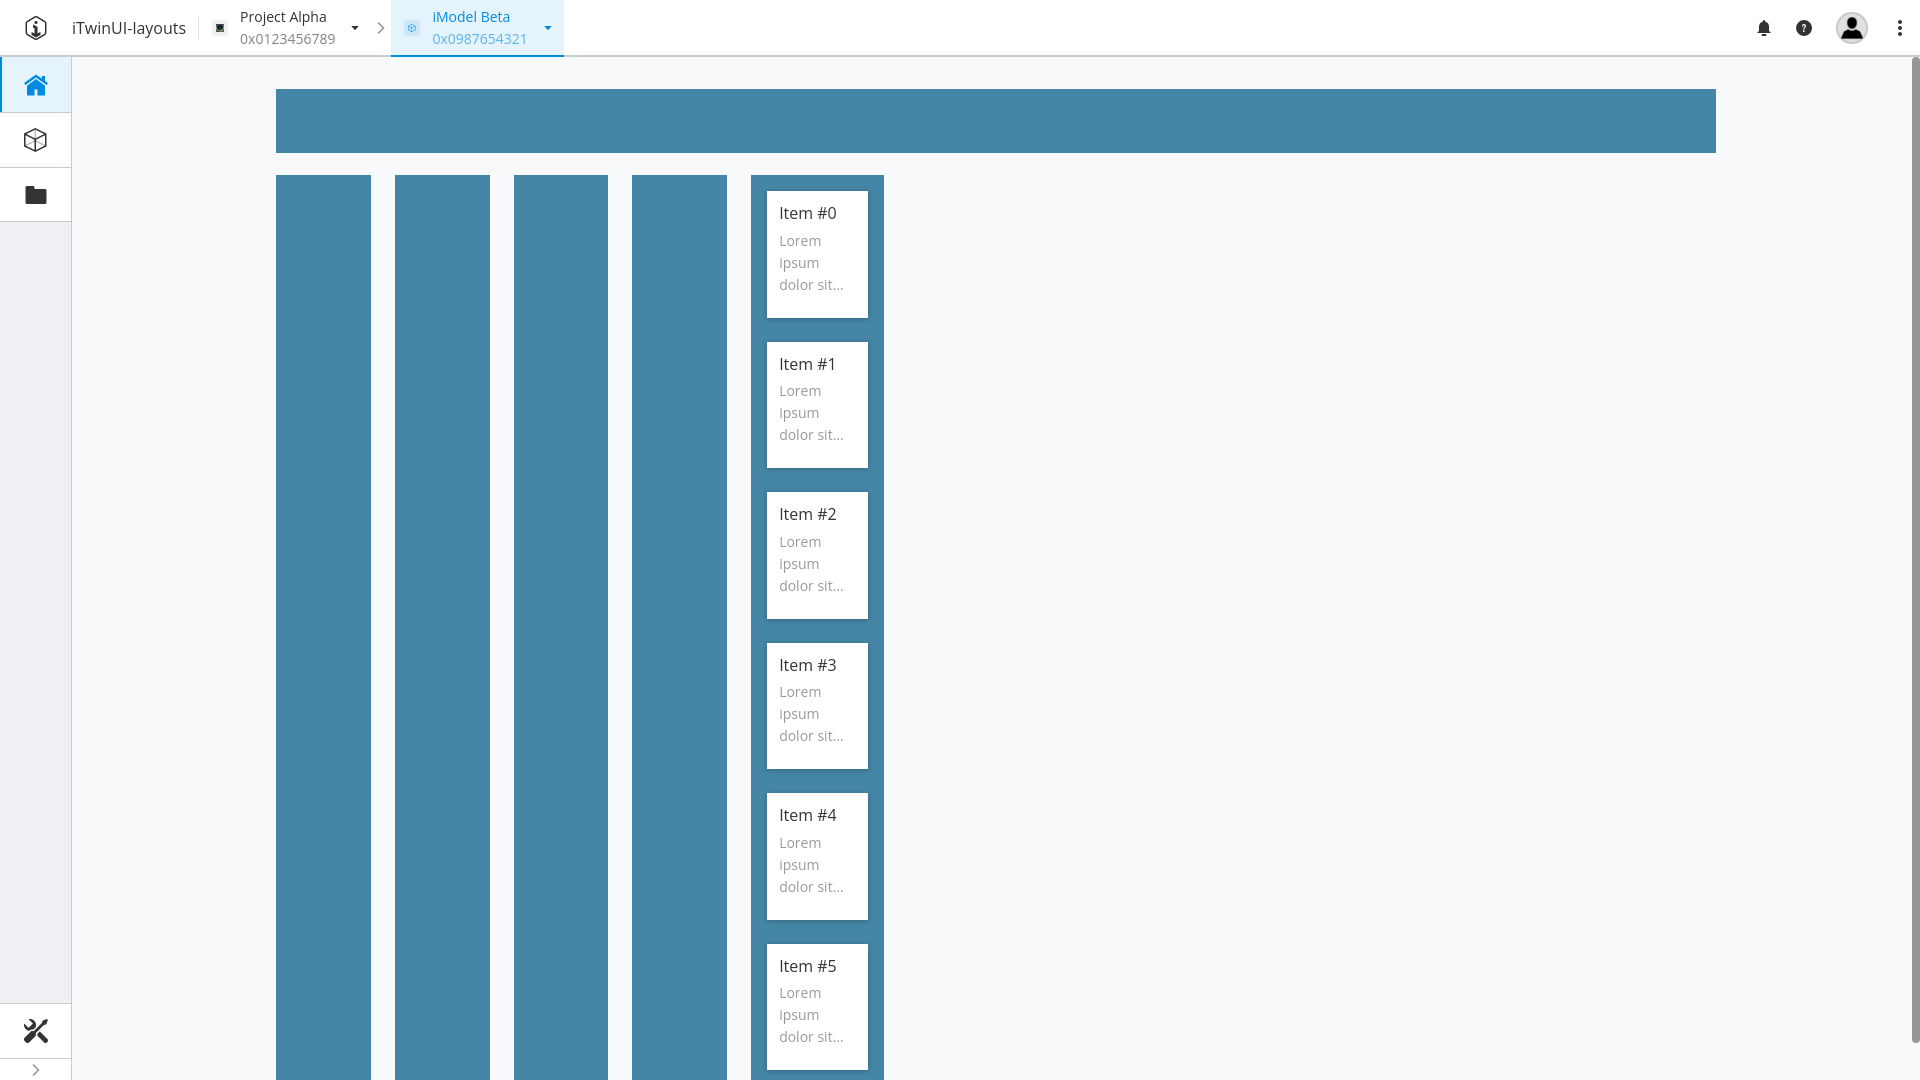 iTwinUI-layouts
Project Alpha
0x0123456789
iModel Beta
0x0987654321
Item #0
Lorem
ipsum
dolor sit...
Item #1
Lorem
ipsum
dolor sit...
Item #2
Lorem
ipsum
dolor sit...
Item #3
Lorem
ipsum
dolor sit...
Item #4
Lorem
ipsum
dolor sit...
Item #5
Lorem
ipsum
dolor sit...